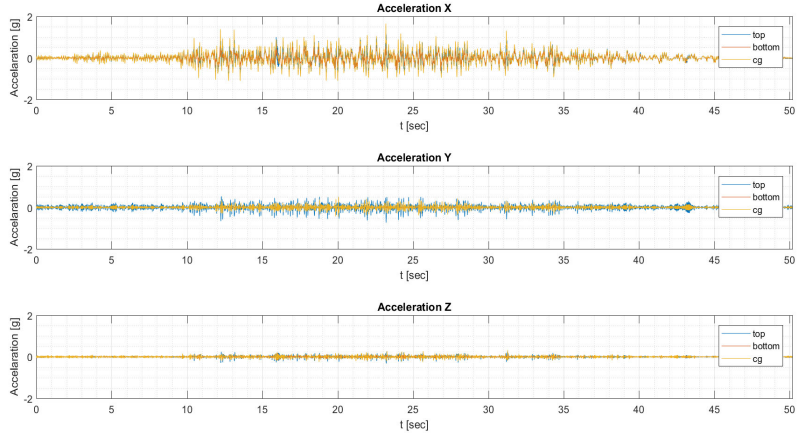 Acceleration X
Accelaration [g]
2
0
-2
top
bottom
cg
0 5 10 15 20 25 30 35 40 45 50
t [sec]
Acceleration Y
Acceleration [g]
2
0
-2
top
bottom
cg
0 5 10 15 20 25 30 35 40 45 50
t [sec]
Acceleration Z
Acceleration [g]
2
0
-2
top
bottom
cg
0 5 10 15 20 25 30 35 40 45 50
t [sec]